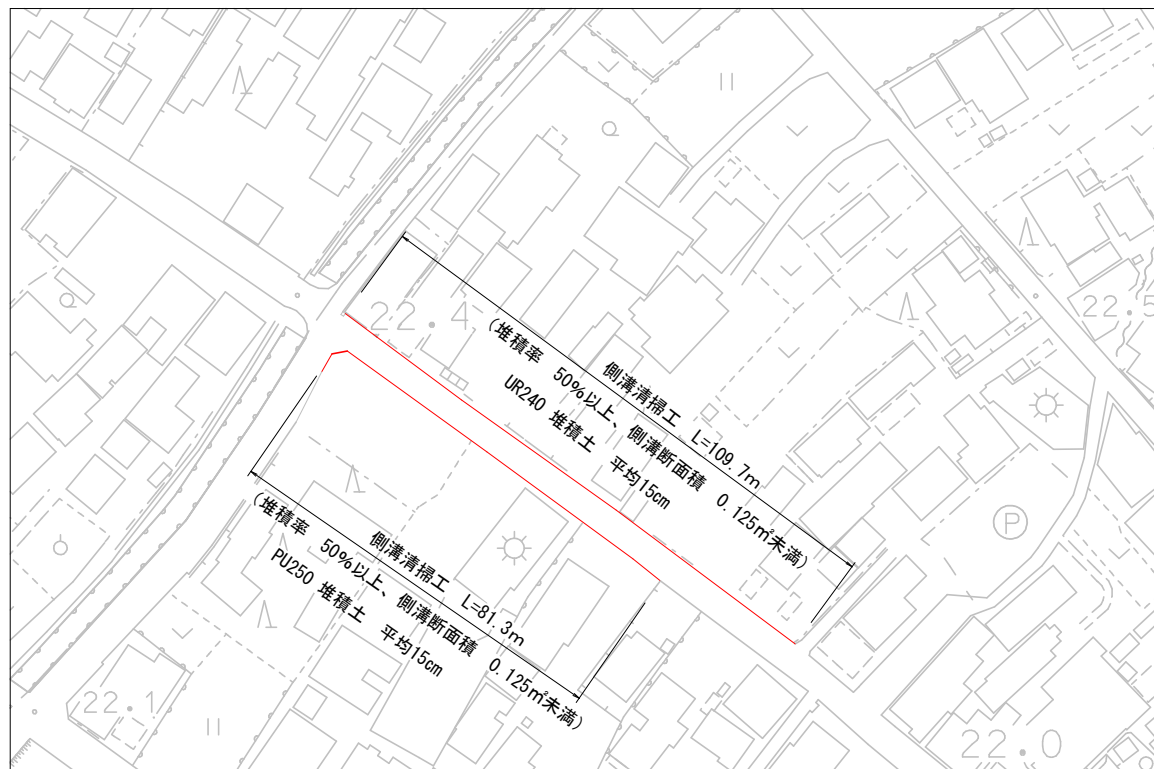 22.4
22.5
側溝清掃工　L=109.7m
(堆積率　50%以上、側溝断面積　0.125㎡未満)
UR240 堆積土　平均15cm
P
側溝清掃工　L=81.3m
(堆積率　50%以上、側溝断面積　0.125㎡未満)
PU250 堆積土　平均15cm
22.1
22.0